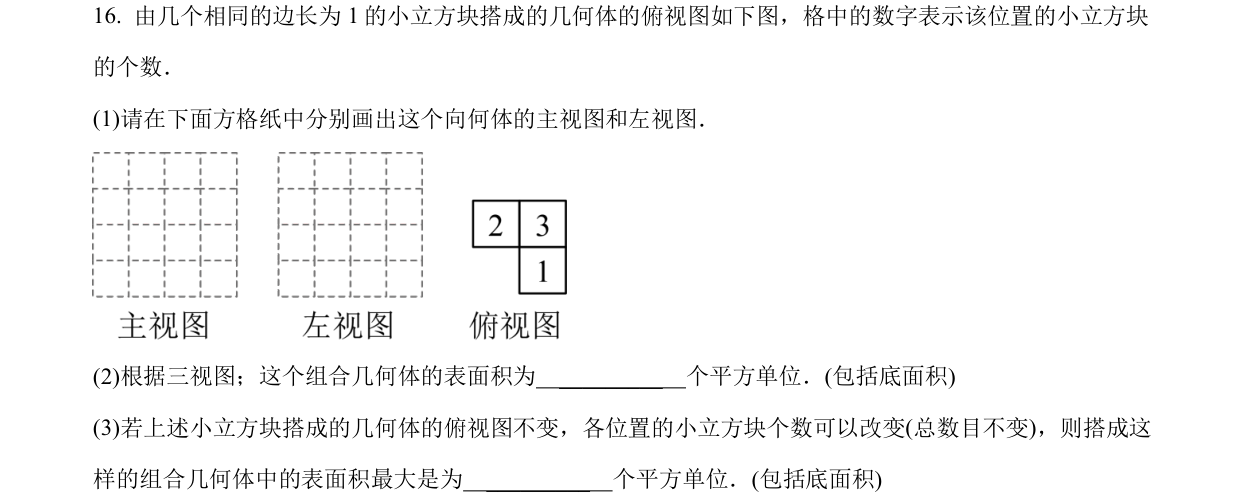 16. 由几个相同的边长为 1 的小立方块搭成的几何体的俯视图如下图，格中的数字表示该位置的小立方块
的个数．
(1)请在下面方格纸中分别画出这个向何体的主视图和左视图．
2 3
1
主视图 左视图 俯视图
(2)根据三视图；这个组合几何体的表面积为____________个平方单位．(包括底面积)
(3)若上述小立方块搭成的几何体的俯视图不变，各位置的小立方块个数可以改变(总数目不变)，则搭成这
样的组合几何体中的表面积最大是为____________个平方单位．(包括底面积)